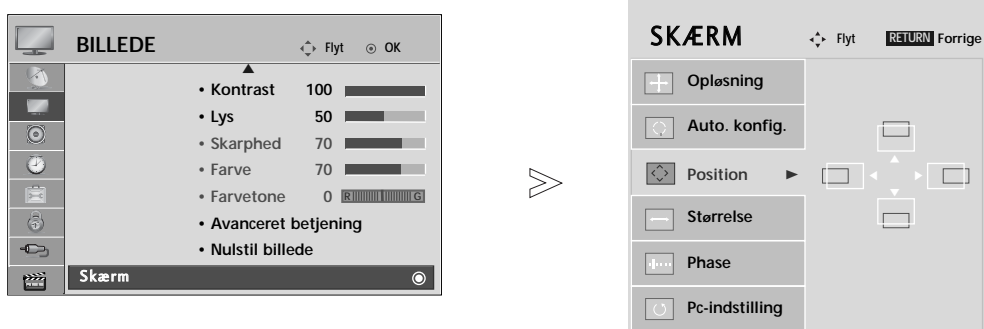 BILLEDE
Flyt
OK
• Kontrast 100
• Lys 50
• Skarphed 70
• Farve 70
• Farvetone 0 R G
• Avanceret betjening
• Nulstil billede
Skærm
SKÆRM
Flyt
RETURN Forrige
Opløsning
Auto. konfig.
Position
Størrelse
Phase
Pc-indstilling